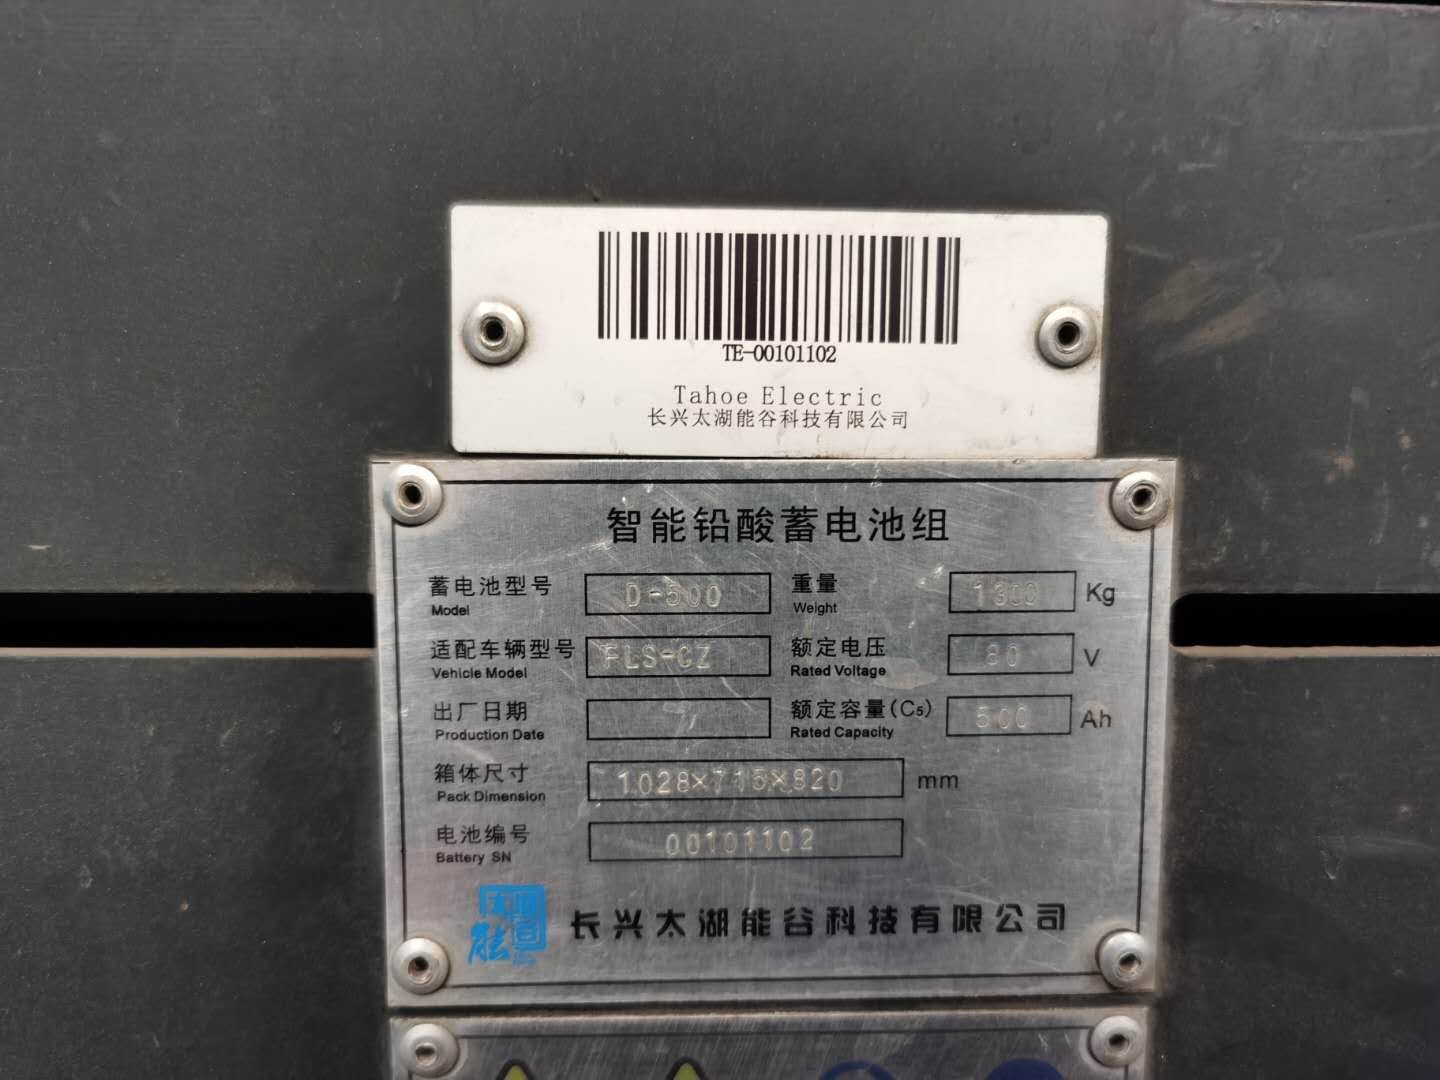 TE-00101102
Tahoe Electric
长兴太湖能谷科技有限公司
智能铅酸蓄电池组
蓄电池型号 D-500 重量 1300 Kg
Model Weight
适配车辆型号 FLS-CZ 额定电压 80 V
Vehicle Model Rated Voltage
出厂日期 / 额定容量(C5) 500 Ah
Production Date Rated Capacity
箱体尺寸 1028×715×820 mm
Pack Dimension
电池编号 00101102
Battery SN
长兴太湖能谷科技有限公司